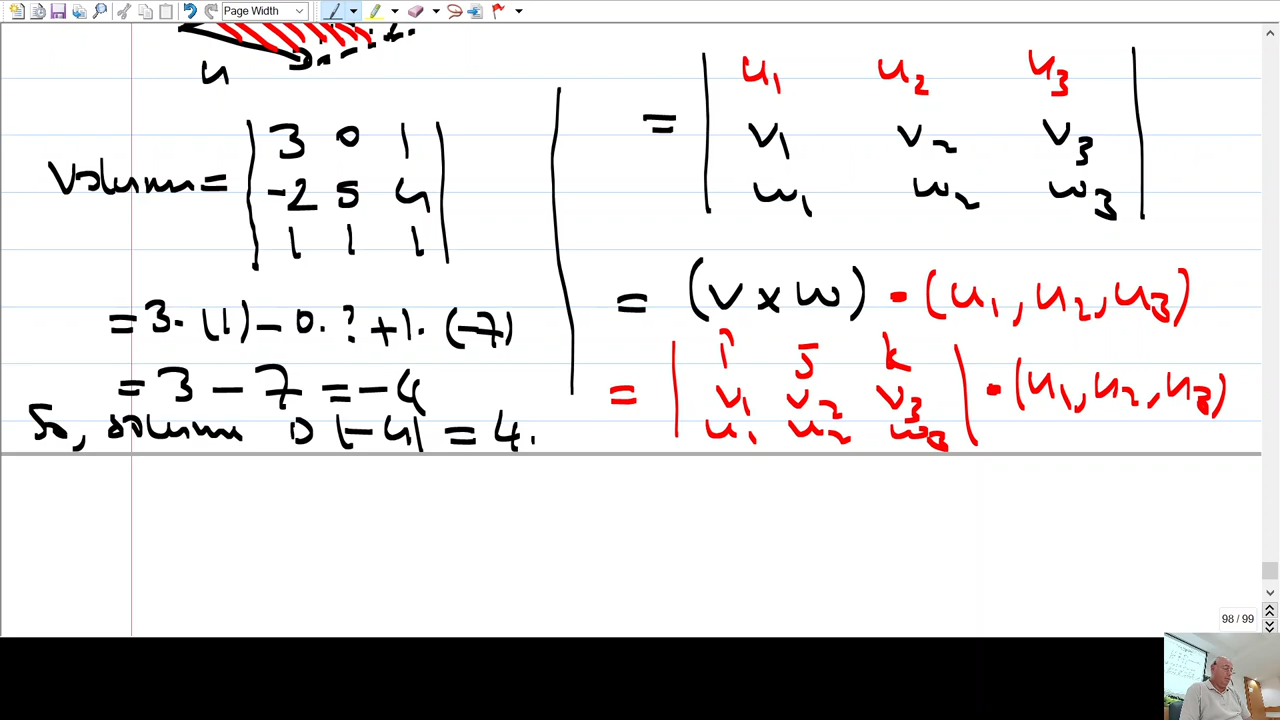 Page Width
u
volume = | 3 0 1 |
| -2 5 4 |
| 1 1 1 |
= 3. (1) - 0. ? + 1. (-7)
= 3 - 7 = -4
So, volume is |-4| = 4.
= | u1 u2 u3 |
| v1 v2 v3 |
| w1 w2 w3 |
= (v x w) • (u1, u2, u3)
= | i j k |
| v1 v2 v3 | • (u1, u2, u3)
| w1 w2 w3 |
98 / 99